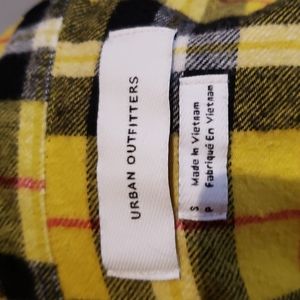 URBAN OUTFITTERS
S Made In Vietnam
P Fabriqué En Vietnam